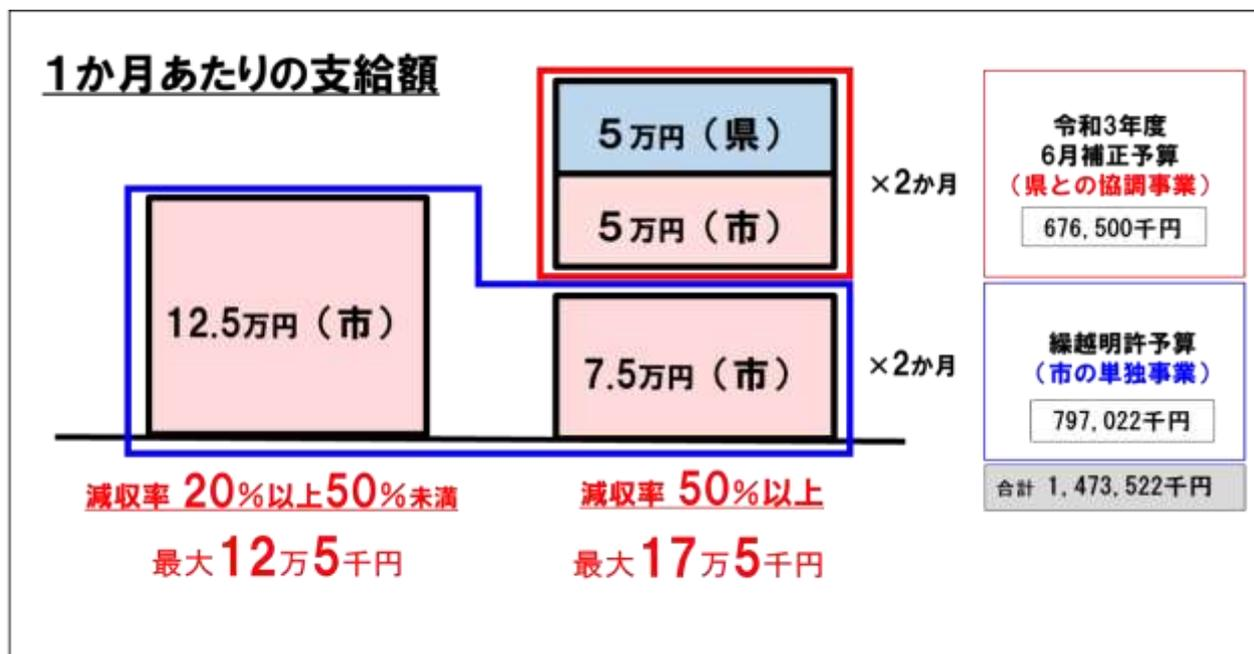 1か月あたりの支給額
5万円（県）
5万円（市）
×2か月
12.5万円（市）
7.5万円（市）
×2か月
減収率 20％以上50％未満
最大12万5千円
減収率 50％以上
最大17万5千円
令和3年度
6月補正予算
（県との協調事業）
676,500千円
繰越明許予算
（市の単独事業）
797,022千円
合計 1,473,522千円